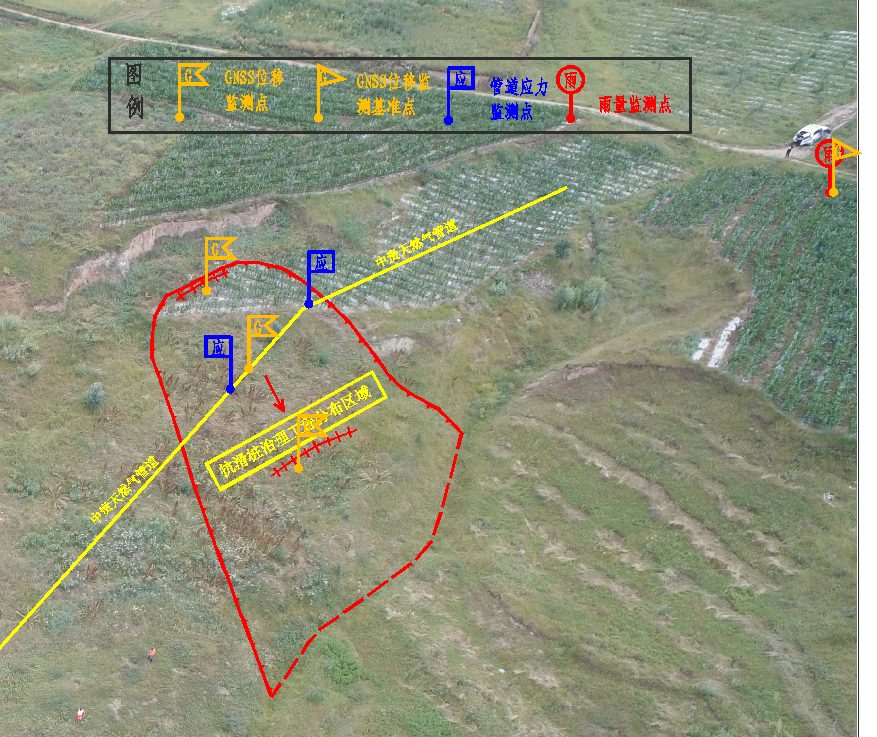 图
例
G
GNSS位移
监测点
G
GNSS位移监
测基准点
应
管道应力
监测点
雨
雨量监测点
雨
中贵天然气管道
G
应
G
应
抗滑桩治理工程分布区域
中贵天然气管道